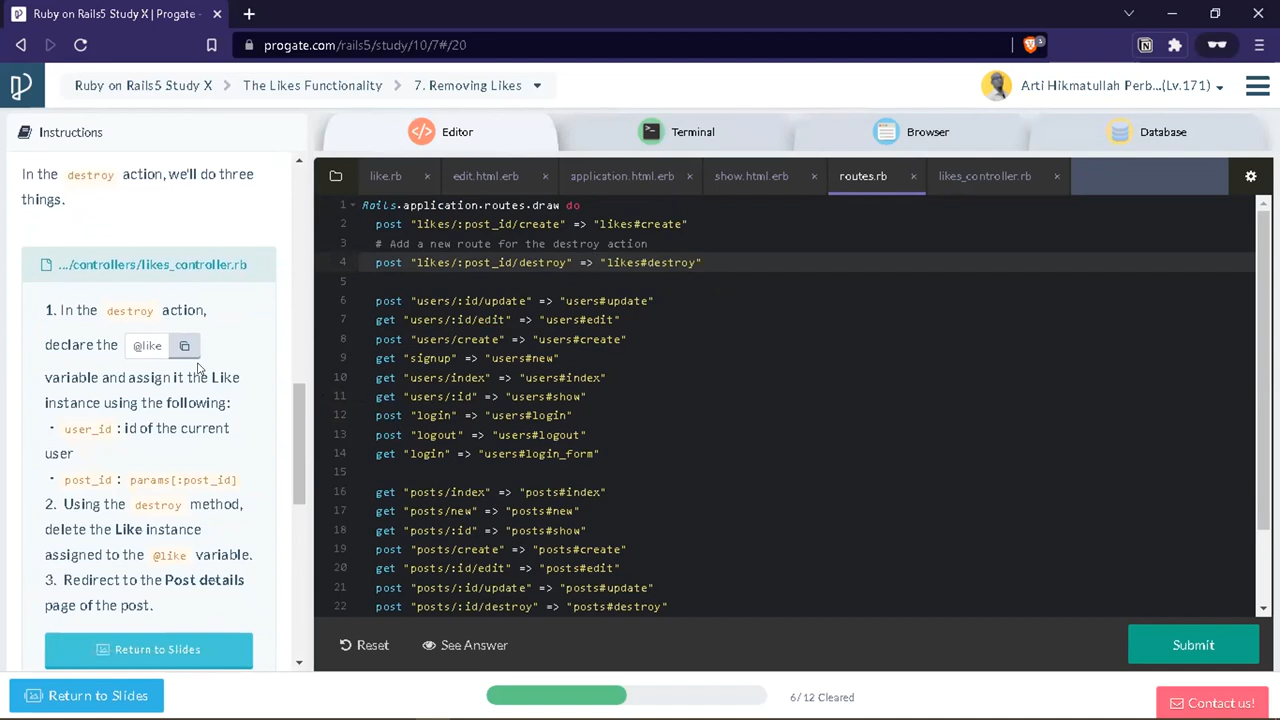 Ruby on Rails5 Study X | Progate -
progate.com/rails5/study/10/7#/20
Ruby on Rails5 Study X
The Likes Functionality
7. Removing Likes
Arti Hikmatullah Perb...(Lv.171)
Instructions
Editor
Terminal
Browser
Database
In the destroy action, we'll do three
things.
.../controllers/likes_controller.rb
1. In the destroy action,
declare the @like
variable and assign it the Like
instance using the following:
・user_id : id of the current
user
・post_id : params[:post_id]
2. Using the destroy method,
delete the Like instance
assigned to the @like variable.
3. Redirect to the Post details
page of the post.
Return to Slides
like.rb
edit.html.erb
application.html.erb
show.html.erb
routes.rb
likes_controller.rb
1 Rails.application.routes.draw do
2 post "likes/:post_id/create" => "likes#create"
3 # Add a new route for the destroy action
4 post "likes/:post_id/destroy" => "likes#destroy"
5
6 post "users/:id/update" => "users#update"
7 get "users/:id/edit" => "users#edit"
8 post "users/create" => "users#create"
9 get "signup" => "users#new"
10 get "users/index" => "users#index"
11 get "users/:id" => "users#show"
12 post "login" => "users#login"
13 post "logout" => "users#logout"
14 get "login" => "users#login_form"
15
16 get "posts/index" => "posts#index"
17 get "posts/new" => "posts#new"
18 get "posts/:id" => "posts#show"
19 post "posts/create" => "posts#create"
20 get "posts/:id/edit" => "posts#edit"
21 post "posts/:id/update" => "posts#update"
22 post "posts/:id/destroy" => "posts#destroy"
Reset
See Answer
Submit
Return to Slides
6/12 Cleared
Contact us!